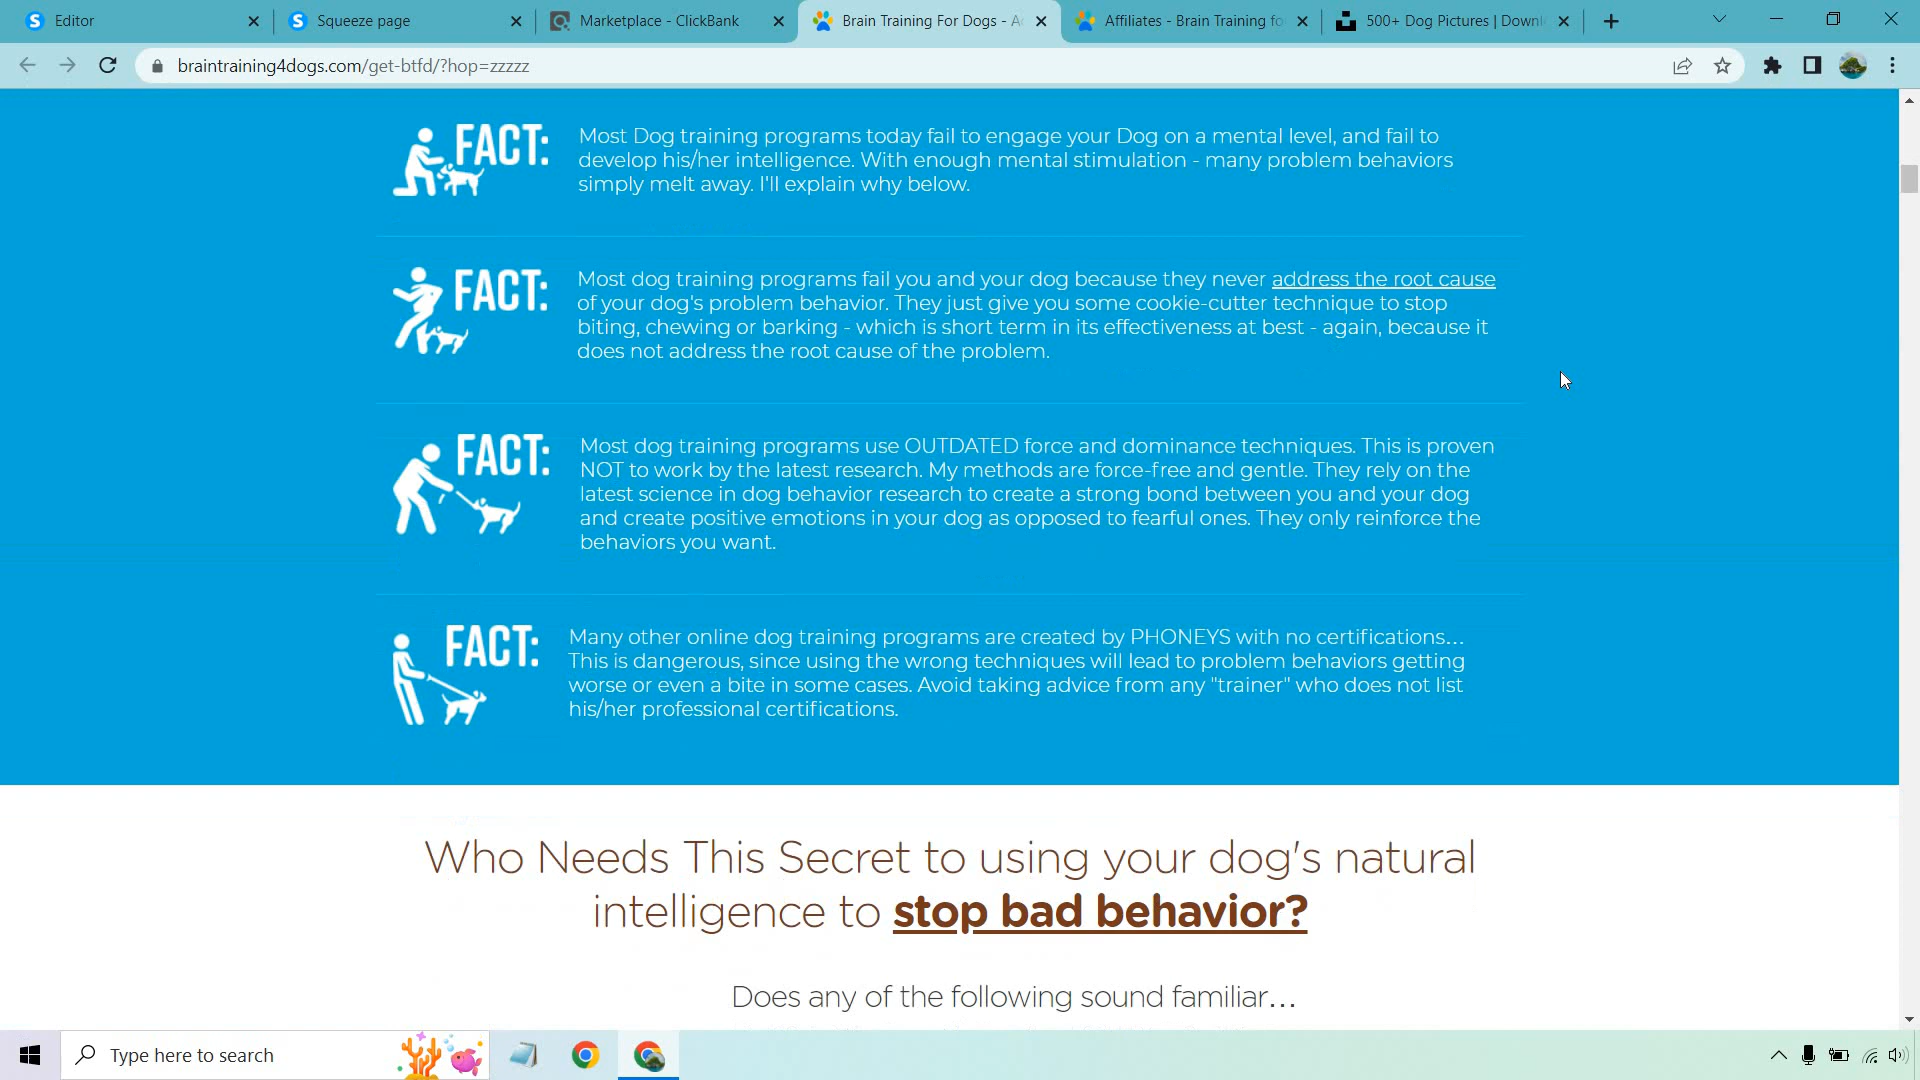 Editor
Squeeze page
Marketplace - ClickBank
Brain Training For Dogs - A
Affiliates - Brain Training fo
500+ Dog Pictures | Downl
braintraining4dogs.com/get-btfd/?hop=zzzzz
FACT:
Most Dog training programs today fail to engage your Dog on a mental level, and fail to
develop his/her intelligence. With enough mental stimulation - many problem behaviors
simply melt away. I'll explain why below.
FACT:
Most dog training programs fail you and your dog because they never address the root cause
of your dog's problem behavior. They just give you some cookie-cutter technique to stop
biting, chewing or barking - which is short term in its effectiveness at best - again, because it
does not address the root cause of the problem.
FACT:
Most dog training programs use OUTDATED force and dominance techniques. This is proven
NOT to work by the latest research. My methods are force-free and gentle. They rely on the
latest science in dog behavior research to create a strong bond between you and your dog
and create positive emotions in your dog as opposed to fearful ones. They only reinforce the
behaviors you want.
FACT:
Many other online dog training programs are created by PHONEYS with no certifications...
This is dangerous, since using the wrong techniques will lead to problem behaviors getting
worse or even a bite in some cases. Avoid taking advice from any "trainer" who does not list
his/her professional certifications.
Who Needs This Secret to using your dog's natural
intelligence to stop bad behavior?
Does any of the following sound familiar...
Type here to search